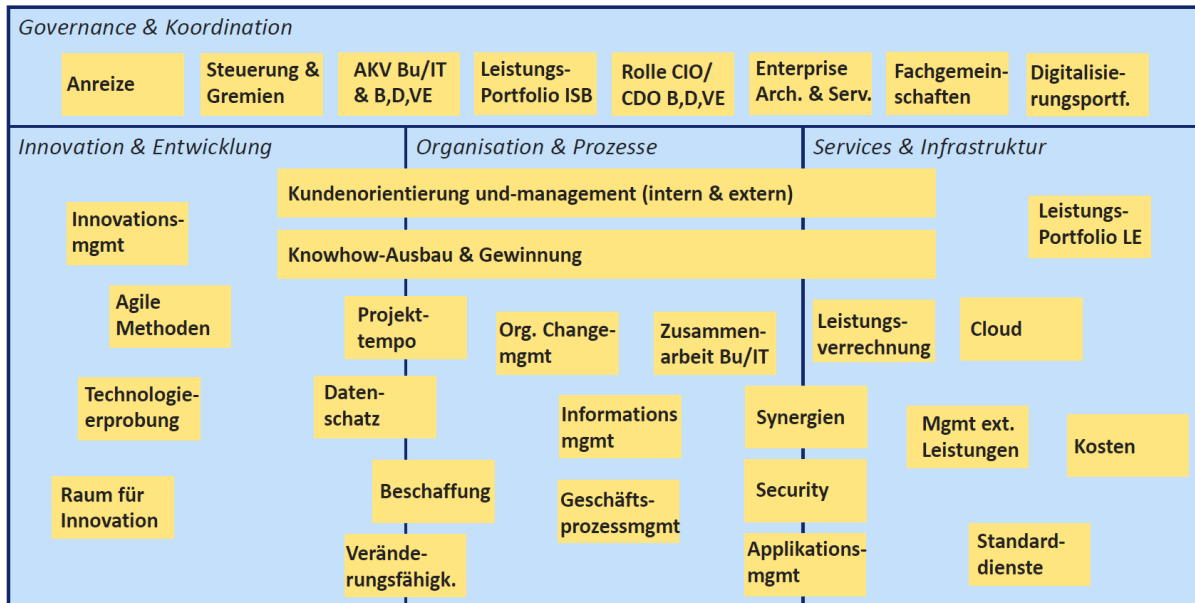 Governance & Koordination
Anreize
Steuerung &
Gremien
AKV Bu/IT
& B,D,VE
Leistungs-
Portfolio ISB
Rolle CIO/
CDO B,D,VE
Enterprise
Arch. & Serv.
Fachgemein-
schaften
Digitalisie-
rungsportf.
Innovation & Entwicklung
Organisation & Prozesse
Services & Infrastruktur
Kundenorientierung und-management (intern & extern)
Innovations-
mgmt
Leistungs-
Portfolio LE
Knowhow-Ausbau & Gewinnung
Agile
Methoden
Projekt-
tempo
Org. Change-
mgmt
Zusammen-
arbeit Bu/IT
Leistungs-
verrechnung
Cloud
Technologie-
erprobung
Daten-
schatz
Informations
mgmt
Synergien
Mgmt ext.
Leistungen
Kosten
Raum für
Innovation
Beschaffung
Geschäfts-
prozessmgmt
Security
Verände-
rungsfähigk.
Applikations-
mgmt
Standard-
dienste